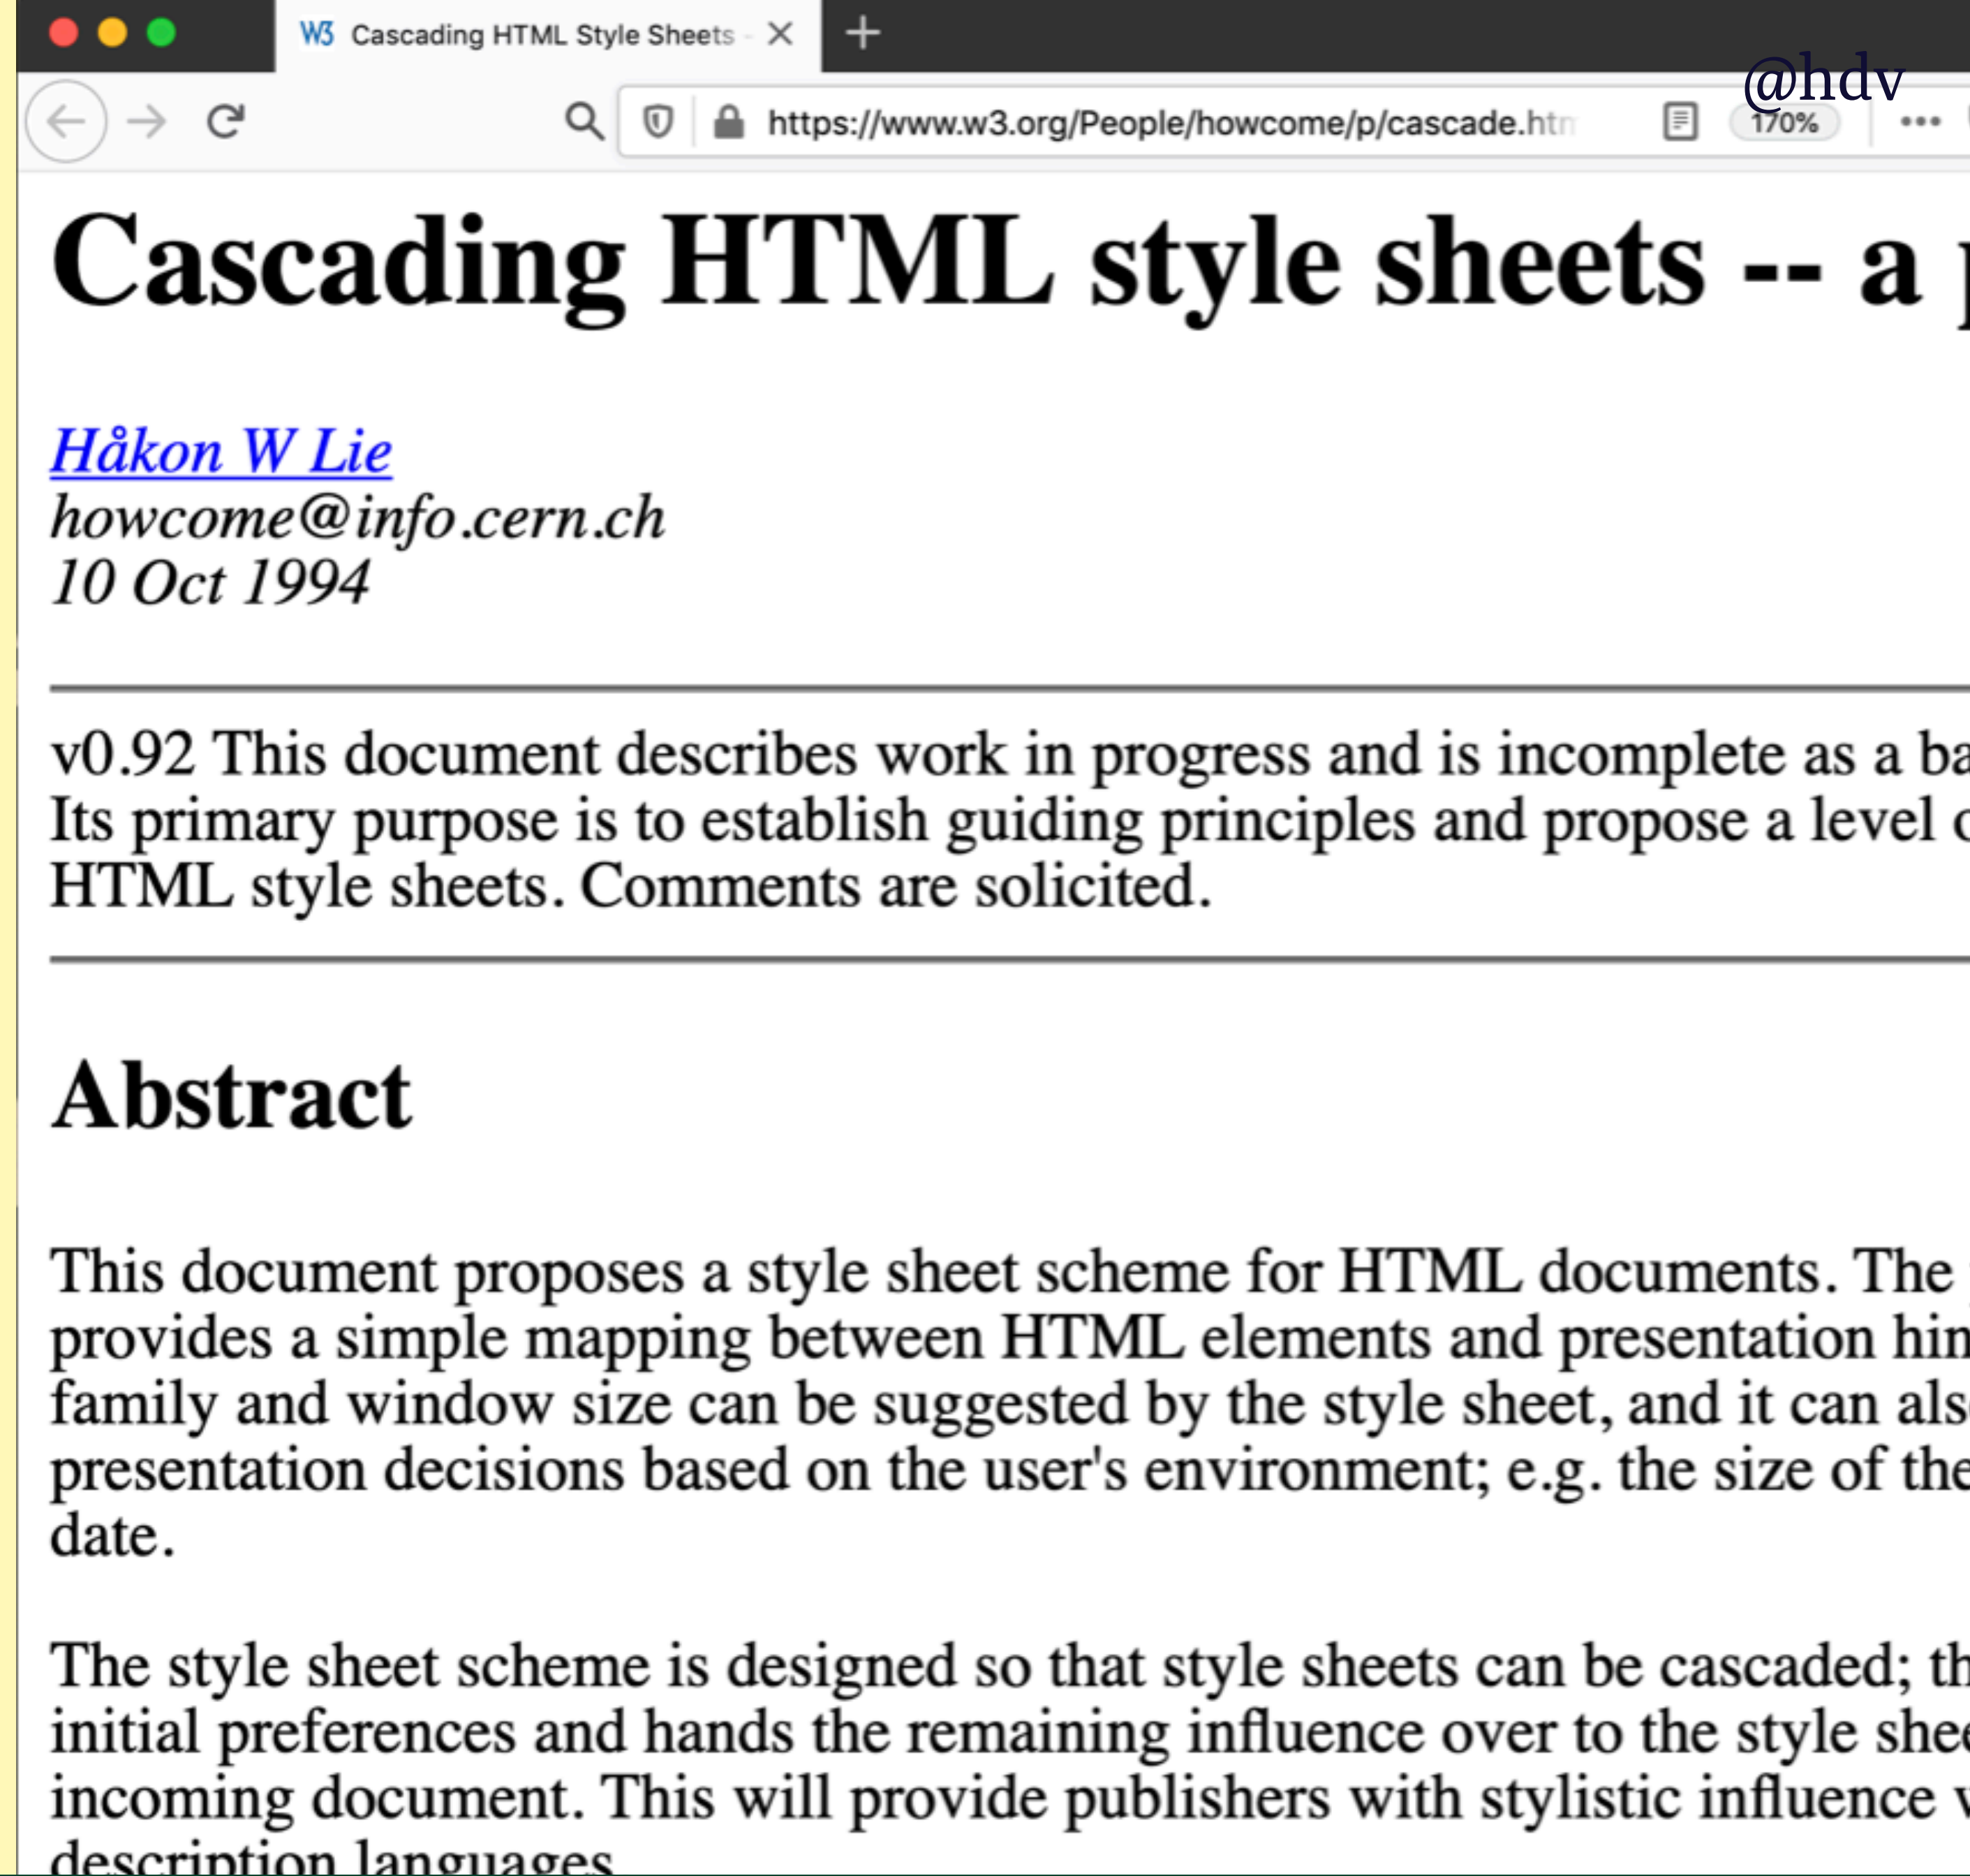 W3 Cascading HTML Style Sheets -
@hdv
https://www.w3.org/People/howcome/p/cascade.htm
170%
Cascading HTML style sheets -- a
Håkon W Lie
howcome@info.cern.ch
10 Oct 1994
v0.92 This document describes work in progress and is incomplete as a
Its primary purpose is to establish guiding principles and propose a level
HTML style sheets. Comments are solicited.
Abstract
This document proposes a style sheet scheme for HTML documents. The
provides a simple mapping between HTML elements and presentation
family and window size can be suggested by the style sheet, and it can
presentation decisions based on the user's environment; e.g. the size of the
date.
The style sheet scheme is designed so that style sheets can be cascaded;
initial preferences and hands the remaining influence over to the style
incoming document. This will provide publishers with stylistic influence
description languages